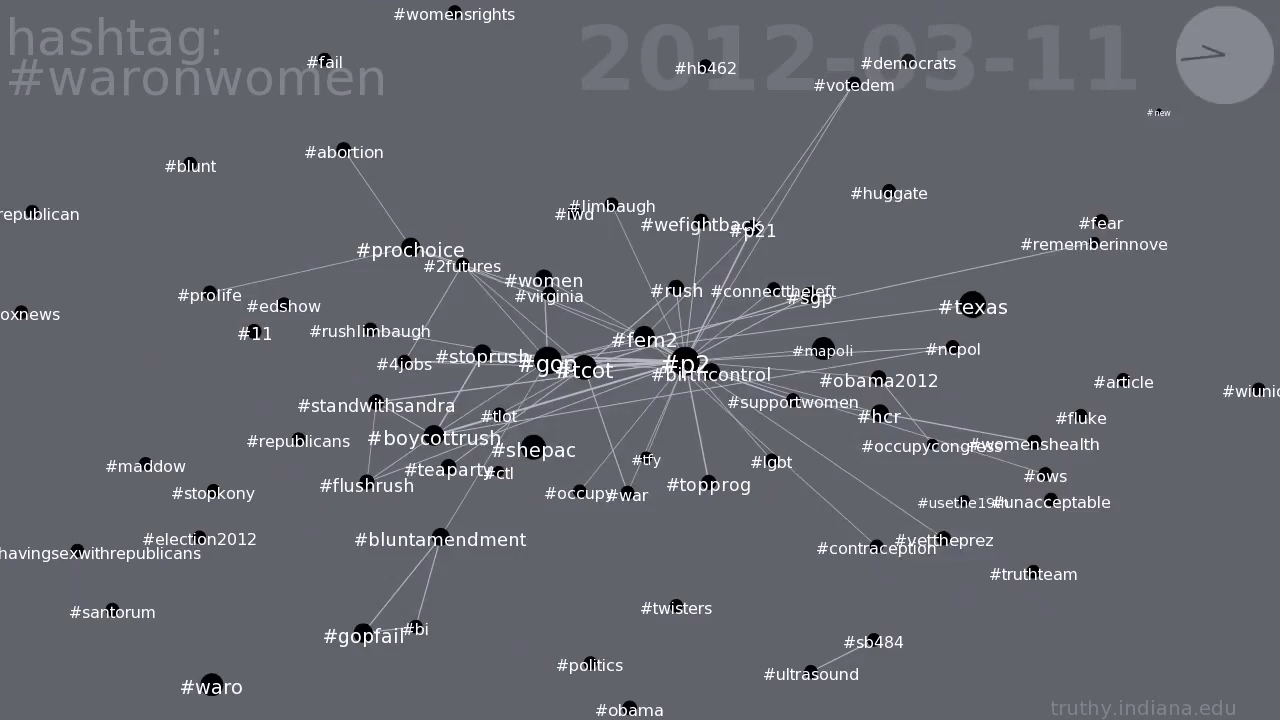 hashtag:
#waronwomen
2012-03-11
#womensrights
#fail
#hb462
#democrats
#votedem
#new
#abortion
#blunt
#huggate
republican
#iwd
#limbaugh
#wefightback
#p21
#fear
#rememberinnove
#prochoice
#2futures
#women
#virginia
#rush
#connecttheleft
#sgp
#prolife
#edshow
#texas
oxnews
#11
#rushlimbaugh
#fem2
#4jobs
#stoprush
#gop
#tcot
#p2
#birthcontrol
#mapoli
#ncpol
#obama2012
#article
#wiunio
#standwithsandra
#tlot
#supportwomen
#hcr
#fluke
#republicans
#boycottrush
#shepac
#occupycongress
#womenshealth
#maddow
#teaparty
#ctl
#tfy
#lgbt
#ows
#stopkony
#flushrush
#occupy
#war
#topprog
#usethe19th
#unacceptable
#election2012
#bluntamendment
#contraception
#vettheprez
havingsexwithrepublicans
#truthteam
#santorum
#twisters
#gopfail
#bi
#sb484
#politics
#ultrasound
#waro
#obama
truthy.indiana.edu